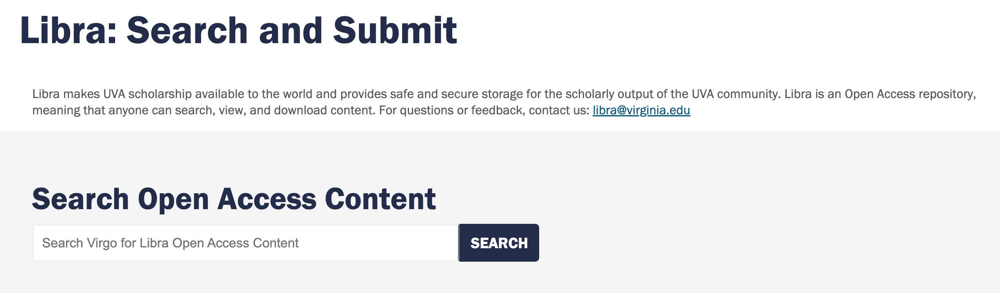 Libra: Search and Submit
Libra makes UVA scholarship available to the world and provides safe and secure storage for the scholarly output of the UVA community. Libra is an Open Access repository,
meaning that anyone can search, view, and download content. For questions or feedback, contact us: libra@virginia.edu
Search Open Access Content
Search Virgo for Libra Open Access Content
SEARCH